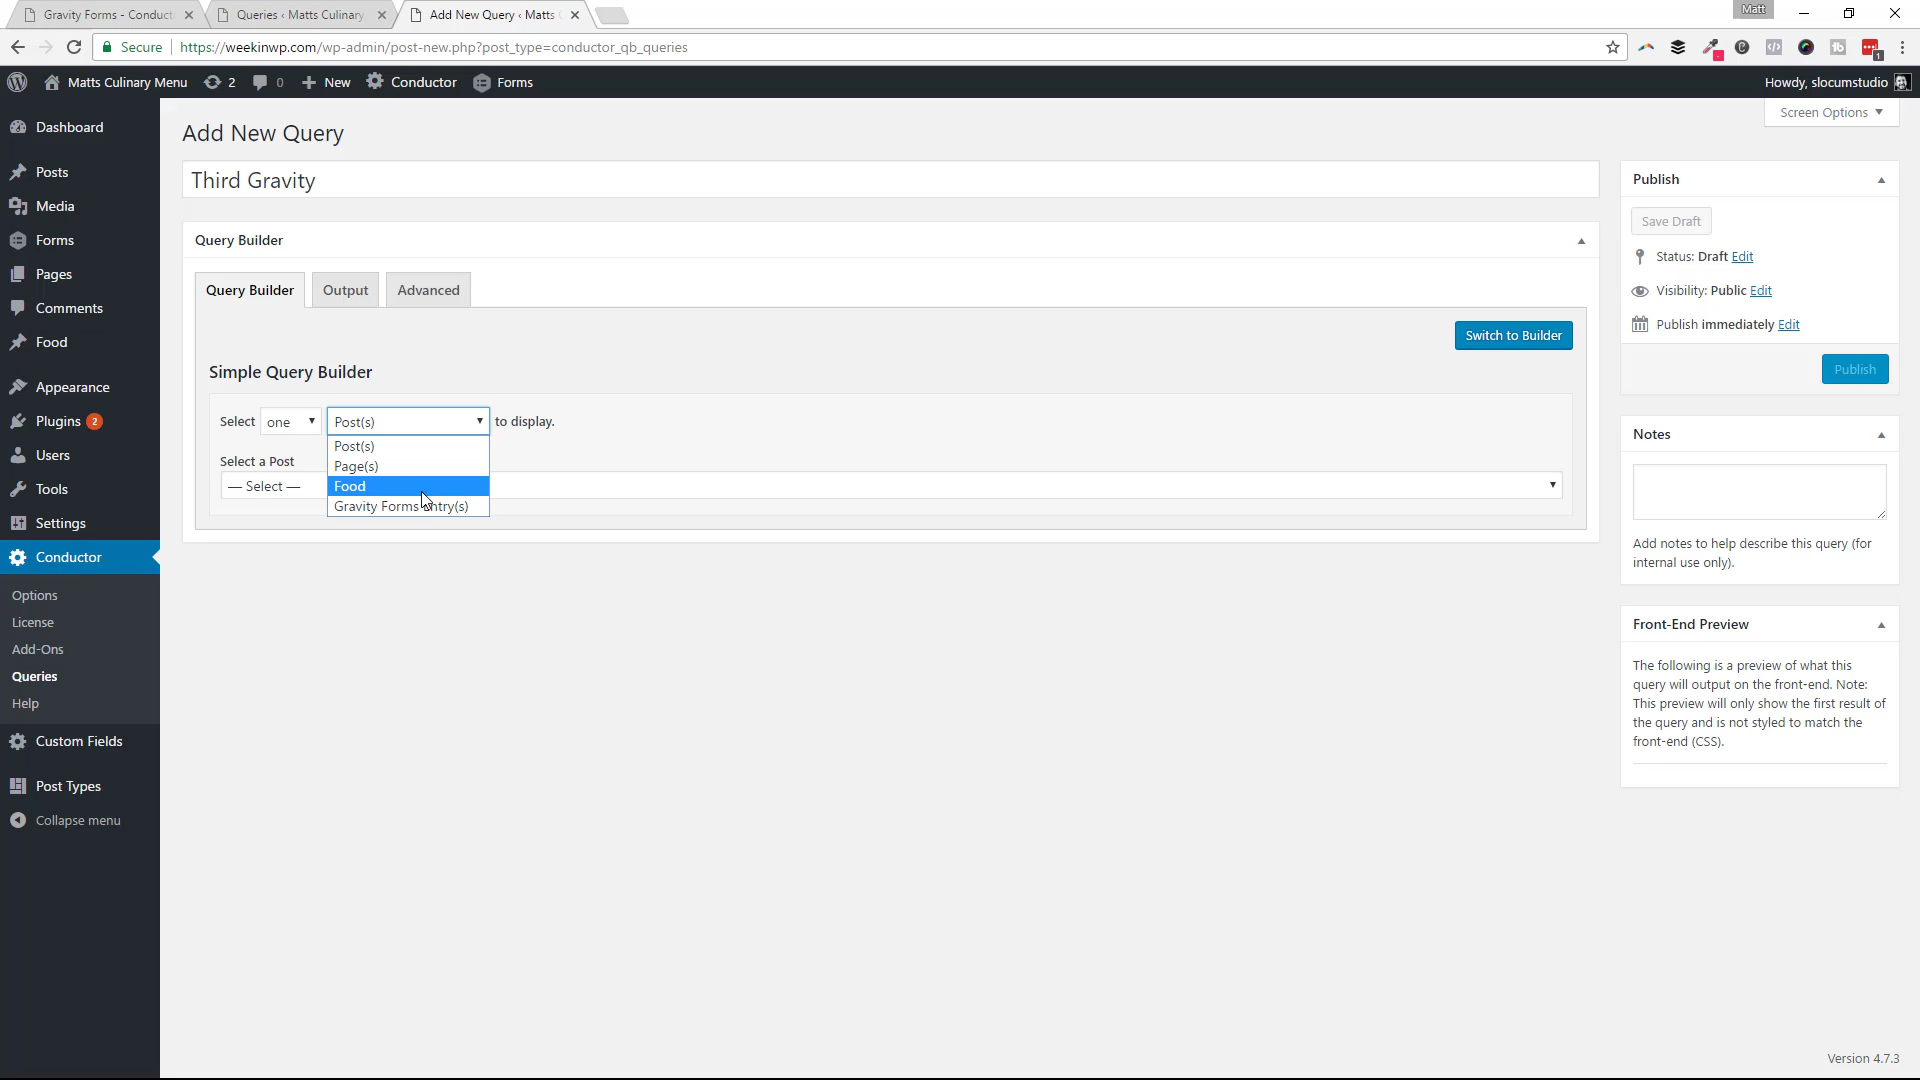 Gravity Forms - Conduct
Queries ‹ Matts Culinary
Add New Query ‹ Matts
Matt
Secure
https://weekinwp.com/wp-admin/post-new.php?post_type=conductor_qb_queries
1
Matts Culinary Menu
2
0
New
Conductor
Forms
Howdy, slocumstudio
Screen Options
Dashboard
Posts
Media
Forms
Pages
Comments
Food
Appearance
Plugins 2
Users
Tools
Settings
Conductor
Options
License
Add-Ons
Queries
Help
Custom Fields
Post Types
Collapse menu
Add New Query
Third Gravity
Query Builder
Query Builder
Output
Advanced
Switch to Builder
Simple Query Builder
Select one Post(s) to display.
Post(s)
Page(s)
Food
Gravity Forms
Select a Post
— Select —
Publish
Save Draft
Status: Draft Edit
Visibility: Public Edit
Publish immediately Edit
Publish
Notes
Add notes to help describe this query (for
internal use only).
Front-End Preview
The following is a preview of what this
query will output on the front-end. Note:
This preview will only show the first result of
the query and is not styled to match the
front-end (CSS).
Version 4.7.3